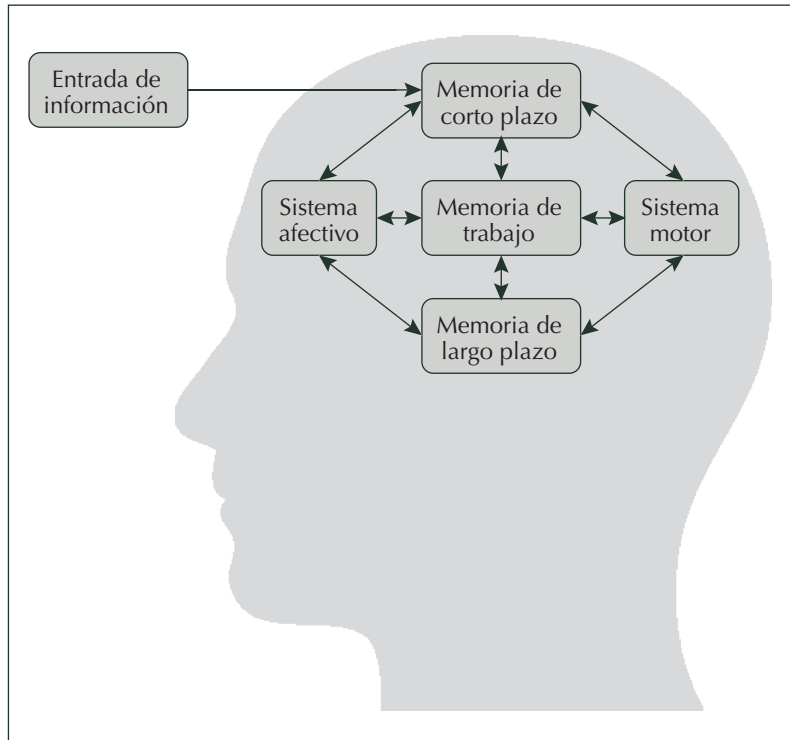 Entrada de
información
Memoria de
corto plazo
Sistema
afectivo
Memoria de
trabajo
Sistema
motor
Memoria de
largo plazo